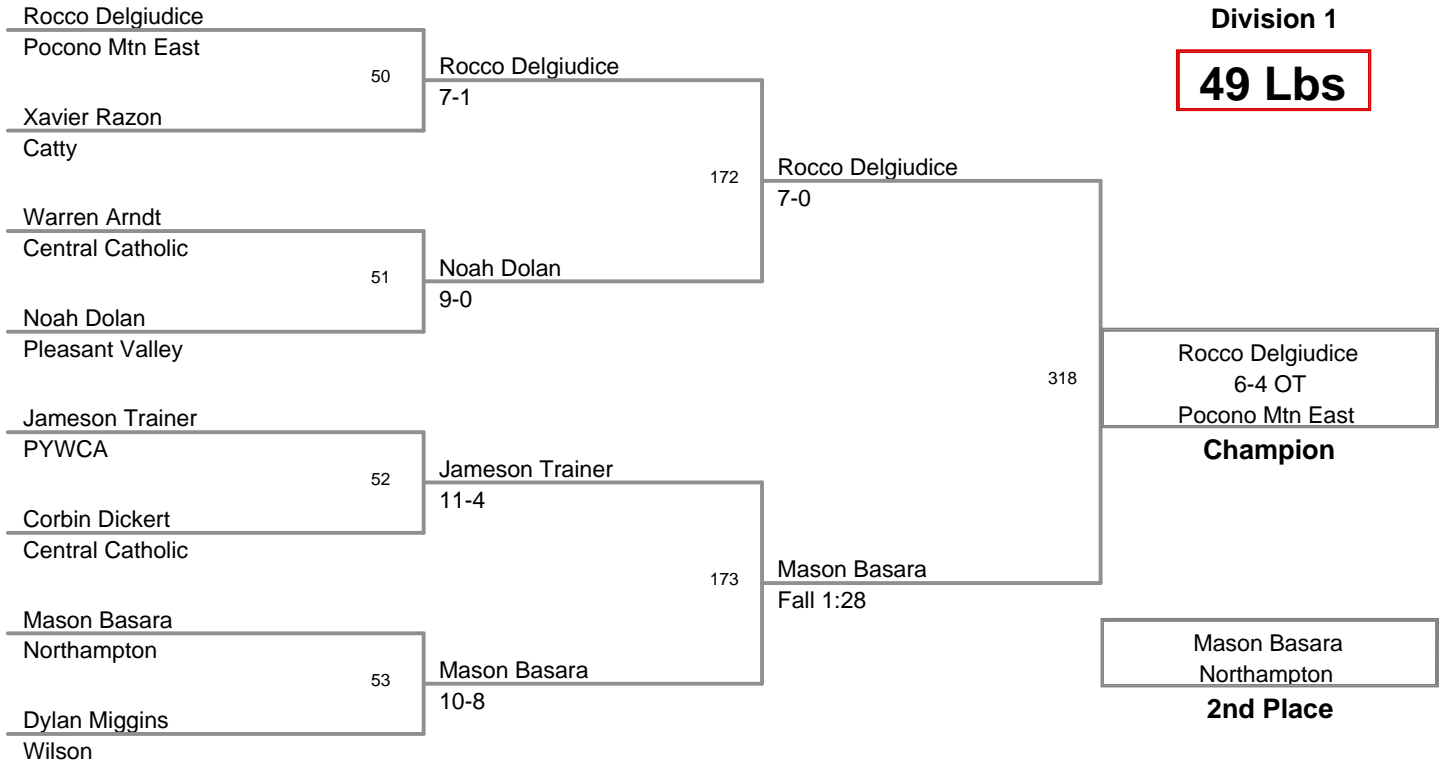 Rocco Delgiudice
Pocono Mtn East
50
Xavier Razon
Catty
Warren Arndt
Central Catholic
51
Noah Dolan
Pleasant Valley
Jameson Trainer
PYWCA
52
Corbin Dickert
Central Catholic
Mason Basara
Northampton
53
Dylan Miggins
Wilson
Rocco Delgiudice
7-1
172
Noah Dolan
9-0
Jameson Trainer
11-4
173
Mason Basara
10-8
Rocco Delgiudice
7-0
318
Mason Basara
Fall 1:28
Division 1
49 Lbs
Rocco Delgiudice
6-4 OT
Pocono Mtn East
Champion
Mason Basara
Northampton
2nd Place